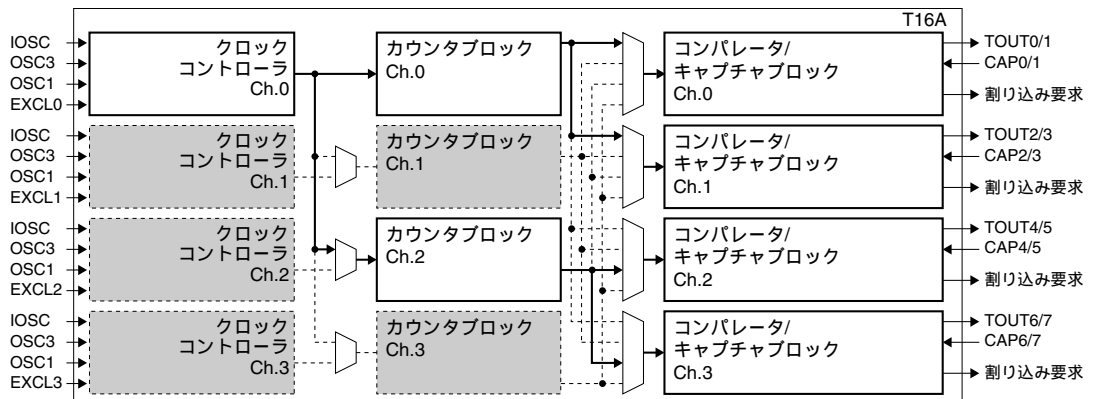 T16A
IOSC
OSC3
OSC1
EXCL0
クロック
コントローラ
Ch.0
カウンタブロック
Ch.0
コンパレータ/
キャプチャブロック
Ch.0
TOUT0/1
CAP0/1
割り込み要求
IOSC
OSC3
OSC1
EXCL1
クロック
コントローラ
Ch.1
カウンタブロック
Ch.1
コンパレータ/
キャプチャブロック
Ch.1
TOUT2/3
CAP2/3
割り込み要求
IOSC
OSC3
OSC1
EXCL2
クロック
コントローラ
Ch.2
カウンタブロック
Ch.2
コンパレータ/
キャプチャブロック
Ch.2
TOUT4/5
CAP4/5
割り込み要求
IOSC
OSC3
OSC1
EXCL3
クロック
コントローラ
Ch.3
カウンタブロック
Ch.3
コンパレータ/
キャプチャブロック
Ch.3
TOUT6/7
CAP6/7
割り込み要求